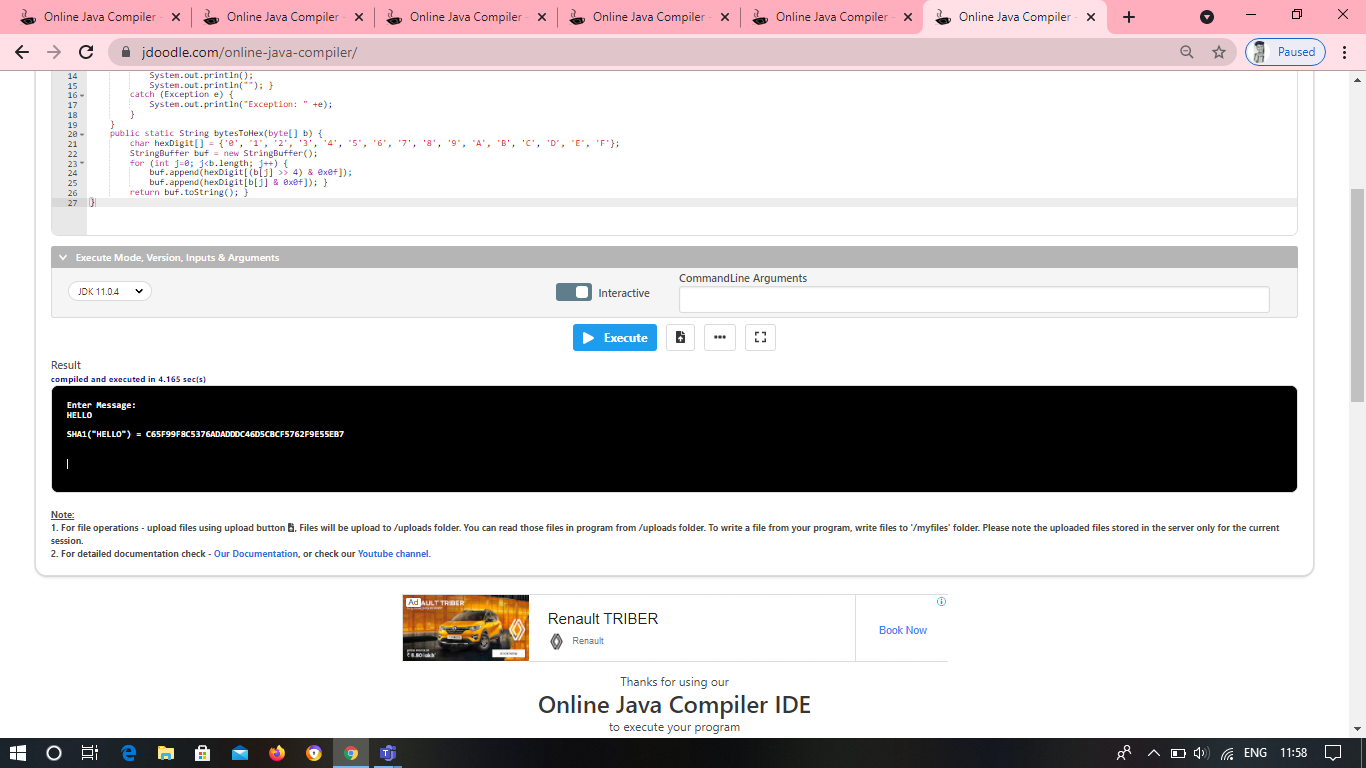 Online Java Compiler
Online Java Compiler
Online Java Compiler
Online Java Compiler
Online Java Compiler
Online Java Compiler
jdoodle.com/online-java-compiler/
Paused
14 System.out.println();
15 System.out.println(""); }
16 catch (Exception e) {
17 System.out.println("Exception: " +e);
18 }
19 }
20 public static String bytesToHex(byte[] b) {
21 char hexDigit[] = {'0', '1', '2', '3', '4', '5', '6', '7', '8', '9', 'A', 'B', 'C', 'D', 'E', 'F'};
22 StringBuffer buf = new StringBuffer();
23 for (int j=0; j<b.length; j++) {
24 buf.append(hexDigit[(b[j] >> 4) & 0x0f]);
25 buf.append(hexDigit[b[j] & 0x0f]); }
26 return buf.toString(); }
27 }
Execute Mode, Version, Inputs & Arguments
CommandLine Arguments
JDK 11.0.4
Interactive
Execute
Result
compiled and executed in 4.165 sec(s)
Enter Message:
HELLO
SHA1("HELLO") = C65F99F8C5376ADADDDC46D5CBCF5762F9E55EB7
Note:
1. For file operations - upload files using upload button , Files will be upload to /uploads folder. You can read those files in program from /uploads folder. To write a file from your program, write files to '/myfiles' folder. Please note the uploaded files stored in the server only for the current
session.
2. For detailed documentation check - Our Documentation, or check our Youtube channel.
Ad
AULT TRIBER
Renault TRIBER
Renault
Book Now
Thanks for using our
Online Java Compiler IDE
to execute your program
ENG
11:58